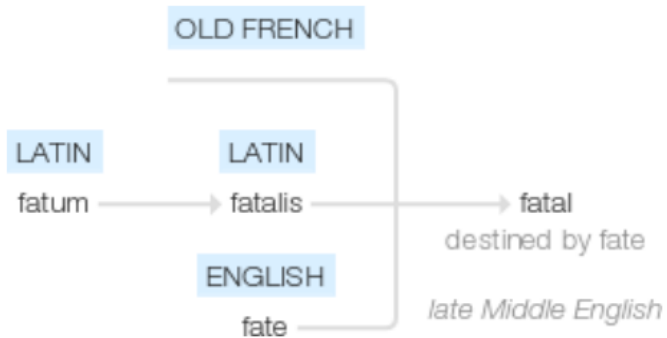 OLD FRENCH
LATIN
LATIN
fatum
fatalis
fatal
destined by fate
ENGLISH
late Middle English
fate